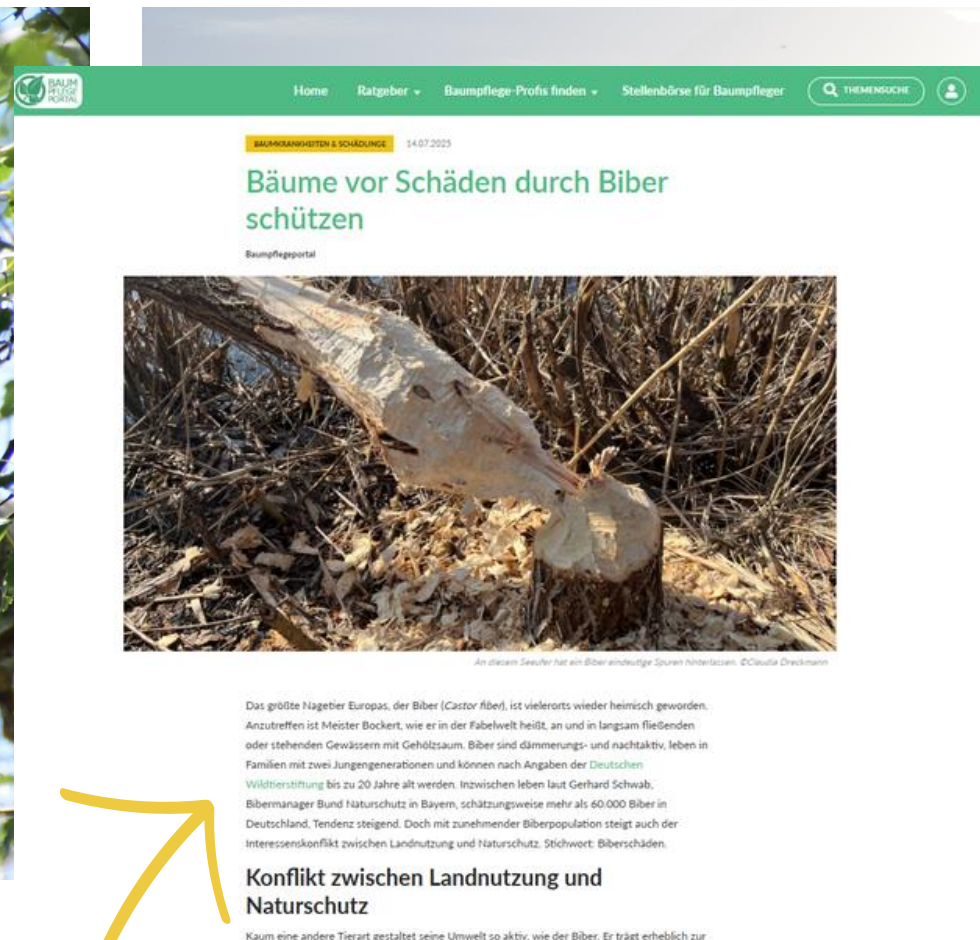 BAUM
PFLEGE
PORTAL
Home Ratgeber Baumpflege-Profis finden Stellenbörse für Baumpfleger THEMENSUCHE
BAUMKRANKHEITEN & SCHÄDLINGE 14.07.2025
Bäume vor Schäden durch Biber
schützen
Baumpflegeportal
An diesem Seeufer hat ein Biber eindeutige Spuren hinterlassen. ©Claudia Dreckmann
Das größte Nagetier Europas, der Biber (Castor fiber), ist vielerorts wieder heimisch geworden.
Anzutreffen ist Meister Bockert, wie er in der Fabelwelt heißt, an und in langsam fließenden
oder stehenden Gewässern mit Gehölzsaum. Biber sind dämmerungs- und nachtaktiv, leben in
Familien mit zwei Jungengenerationen und können nach Angaben der Deutschen
Wildtierstiftung bis zu 20 Jahre alt werden. Inzwischen leben laut Gerhard Schwab,
Bibermanager Bund Naturschutz in Bayern, schätzungsweise mehr als 60.000 Biber in
Deutschland, Tendenz steigend. Doch mit zunehmender Biberpopulation steigt auch der
Interessenskonflikt zwischen Landnutzung und Naturschutz. Stichwort: Biberschäden.
Konflikt zwischen Landnutzung und
Naturschutz
Kaum eine andere Tierart gestaltet seine Umwelt so aktiv, wie der Biber. Er trägt erheblich zur